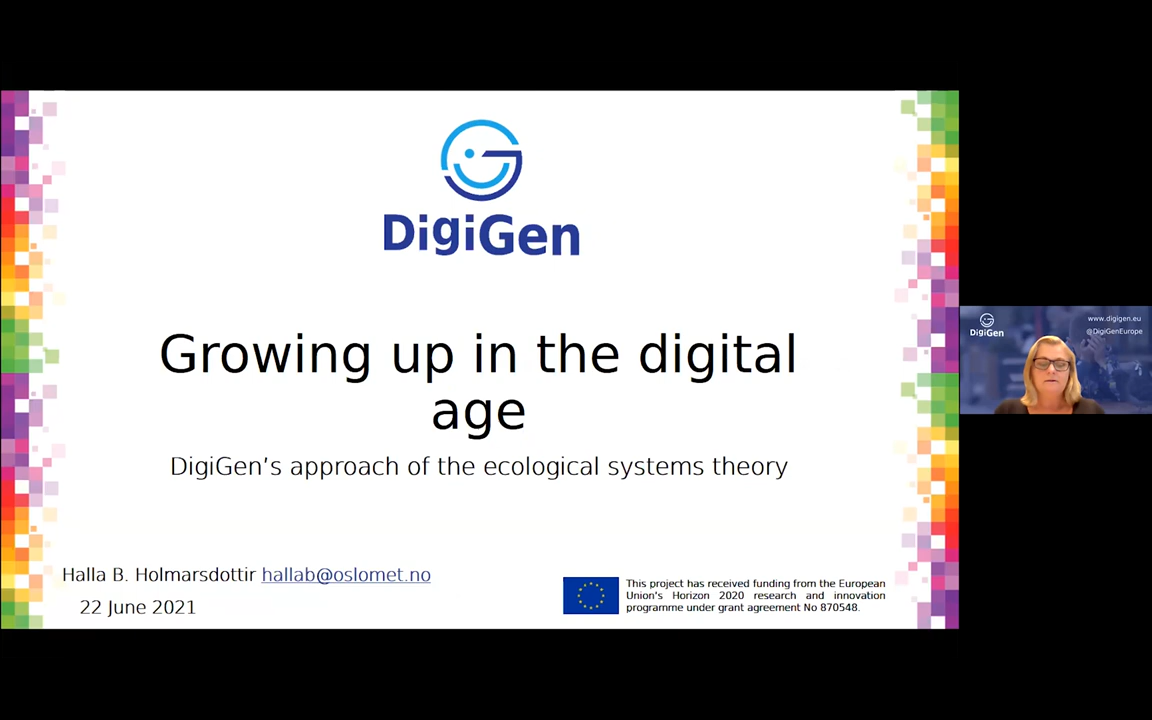 DigiGen
Growing up in the digital
age
DigiGen’s approach of the ecological systems theory
Halla B. Holmarsdottir hallab@oslomet.no
22 June 2021
This project has received funding from the European
Union's Horizon 2020 research and innovation
programme under grant agreement No 870548.
DigiGen
www.digigen.eu
@DigiGenEurope